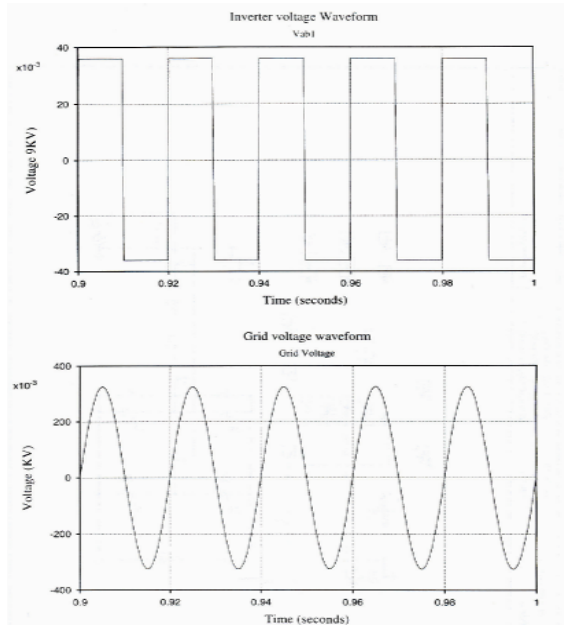 Inverter voltage Waveform
Vab1
x10-3
Voltage 9KV)
40
20
0
-20
-40
0.9 0.92 0.94 0.96 0.98 1
Time (seconds)
Grid voltage waveform
Grid Voltage
x10-3
Voltage (KV)
400
200
0
-200
-400
0.9 0.92 0.94 0.96 0.98 1
Time (seconds)